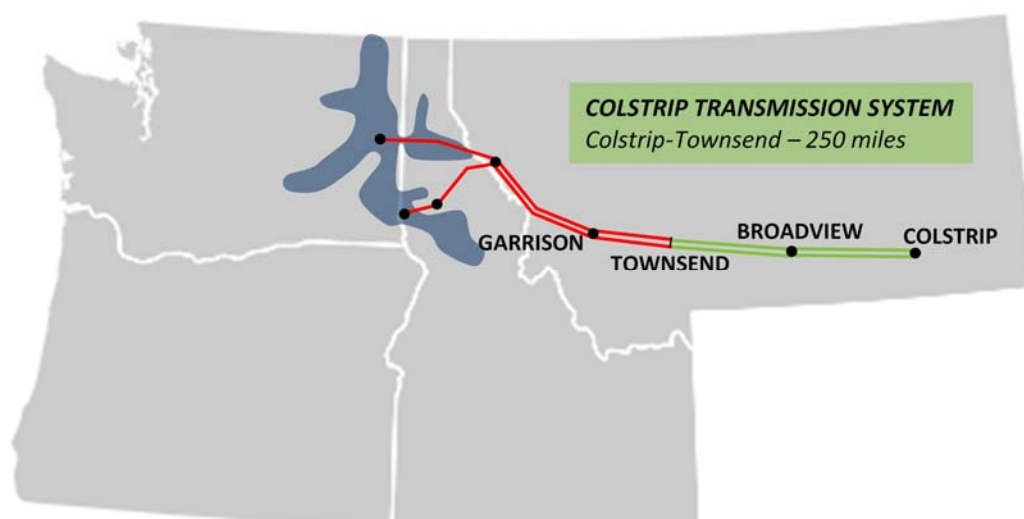 COLSTRIP TRANSMISSION SYSTEM
Colstrip-Townsend – 250 miles
BROADVIEW
COLSTRIP
GARRISON
TOWNSEND